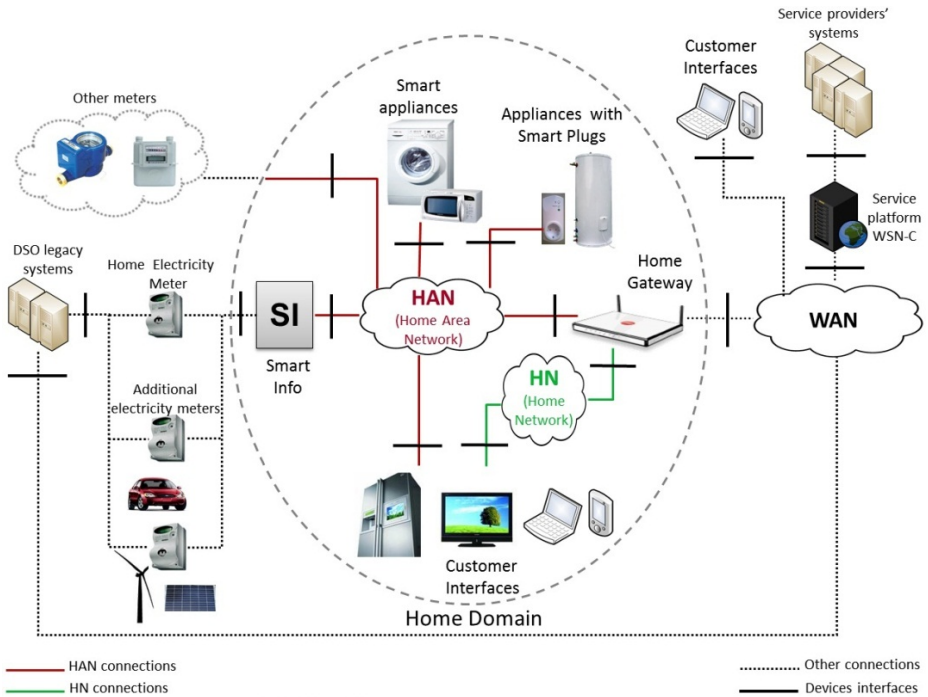 Service providers'
systems
Customer
Interfaces
Smart
appliances
Appliances with
Smart Plugs
Other meters
Service
platform
WSN-C
DSO legacy
systems
Home Electricity
Meter
Home
Gateway
SI
HAN
(Home Area
Network)
WAN
Smart
Info
HN
(Home
Network)
Additional
electricity meters
Customer
Interfaces
Home Domain
HAN connections
HN connections
Other connections
Devices interfaces